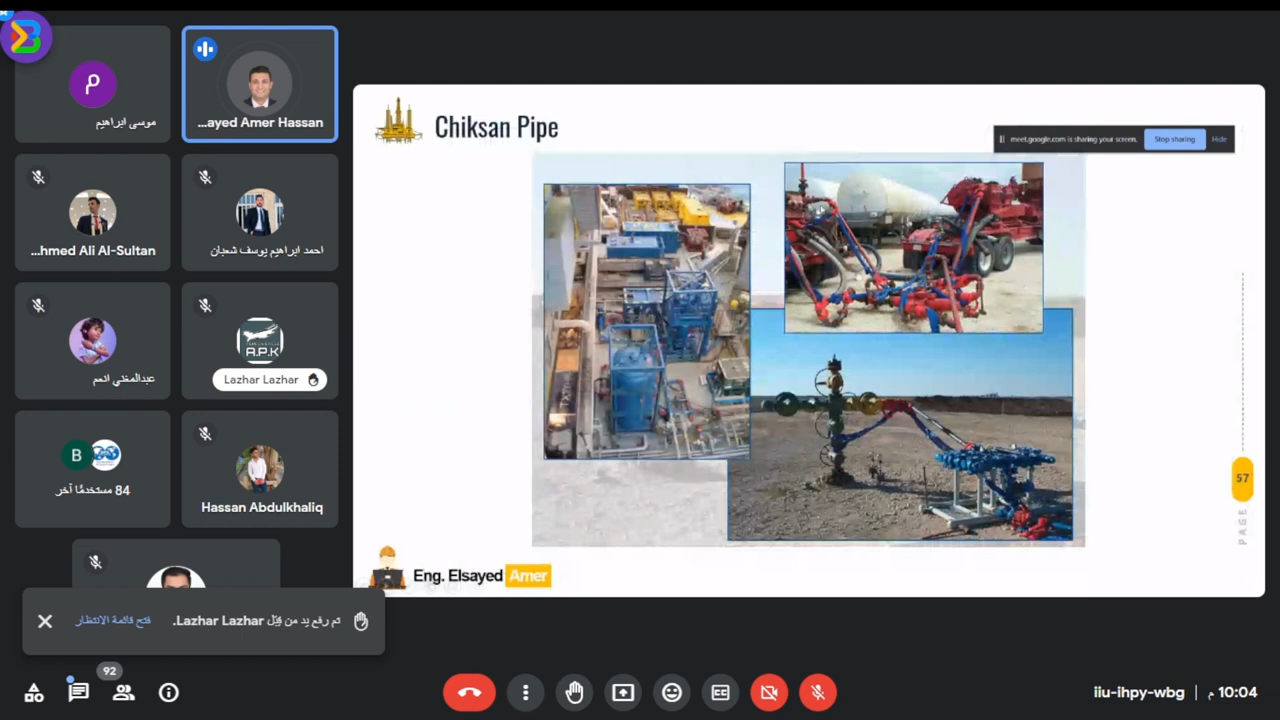 م
موسى ابراهيم
...ayed Amer Hassan
...hmed Ali Al-Sultan
احمد ابراهيم يوسف شعبان
عبدالمغني انعم
A.P.K
Lazhar Lazhar
B
84 مستخدمًا آخر
Hassan Abdulkhaliq
تم رفع يد من قِبَل Lazhar Lazhar.
فتح قائمة الانتظار
92
Chiksan Pipe
meet.google.com is sharing your screen.
Stop sharing
Hide
57
PAGE
Eng. Elsayed Amer
CC
iiu-ihpy-wbg
10:04 م